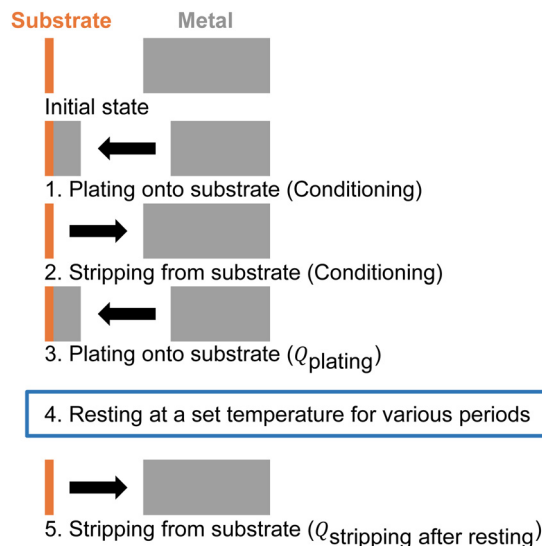 Substrate Metal
Initial state
1. Plating onto substrate (Conditioning)
2. Stripping from substrate (Conditioning)
3. Plating onto substrate (Qplating)
4. Resting at a set temperature for various periods
5. Stripping from substrate (Qstripping after resting)